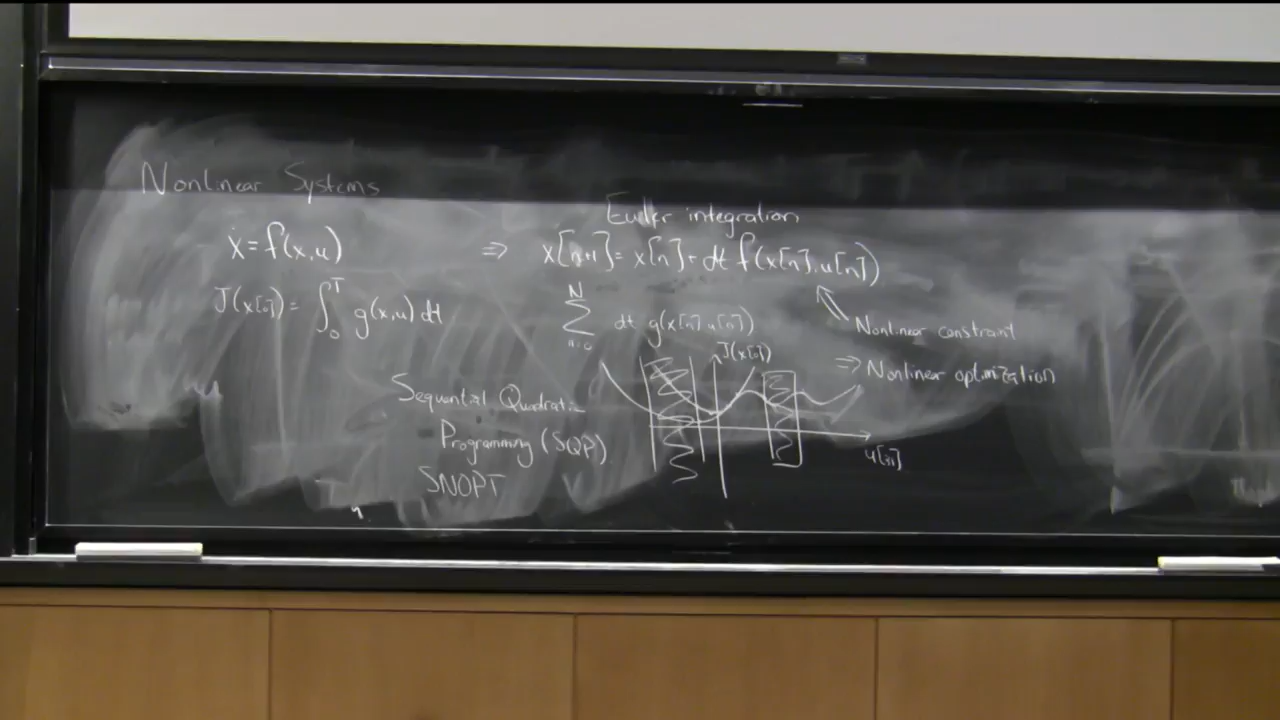 Nonlinear Systems
Euler integration
ẋ = f(x,u) ⇒ x[n+1] = x[n] + dt f(x[n], u[n])
J(x[0]) = ∫₀ᵀ g(x,u) dt
N
∑ dt g(x[n] u[n])
n=0
Nonlinear constraint
J(x[0])
⇒ Nonlinear optimization
Sequential Quadratic
Programming (SQP)
SNOPT